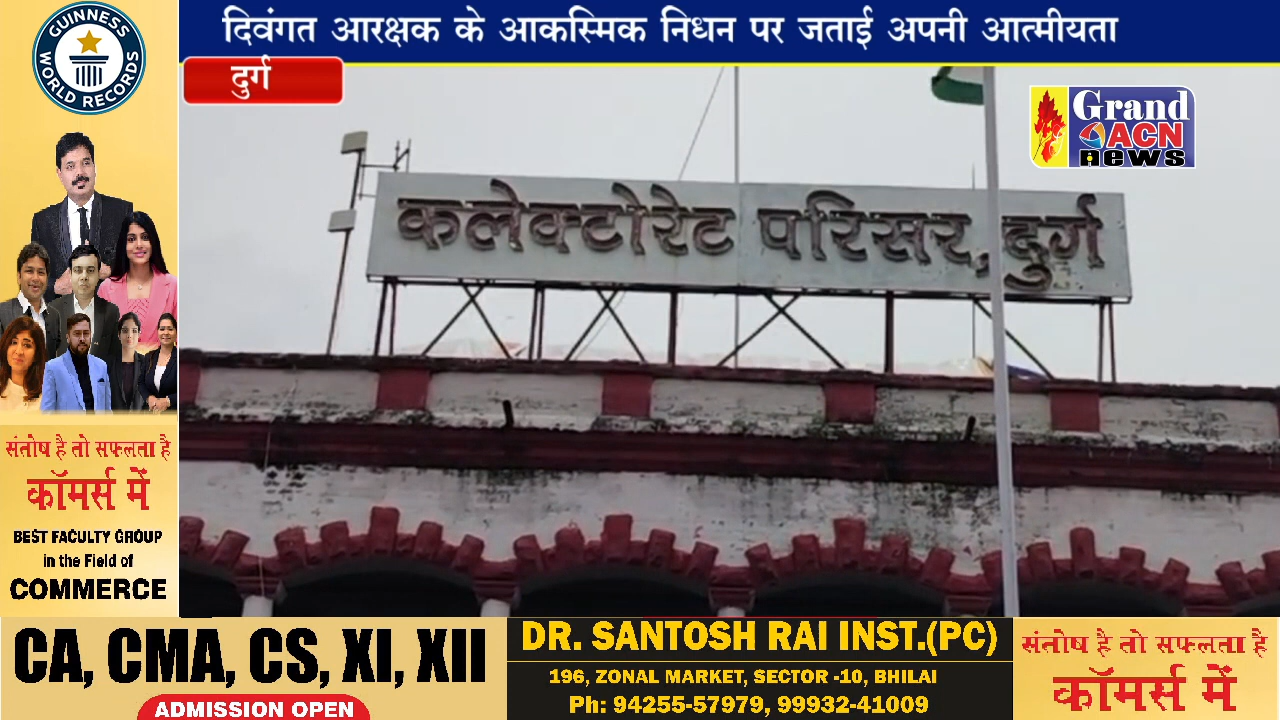 दिवंगत आरक्षक के आकस्मिक निधन पर जताई अपनी आत्मीयता
GUINNESS
WORLD RECORDS
दुर्ग
Grand
ACN
news
कलेक्टोरेट परिसर, दुर्ग
संतोष है तो सफलता है
कॉमर्स में
BEST FACULTY GROUP
in the Field of
COMMERCE
CA, CMA, CS, XI, XII
ADMISSION OPEN
DR. SANTOSH RAI INST.(PC)
196, ZONAL MARKET, SECTOR -10, BHILAI
Ph: 94255-57979, 99932-41009
संतोष है तो सफलता है
कॉमर्स में